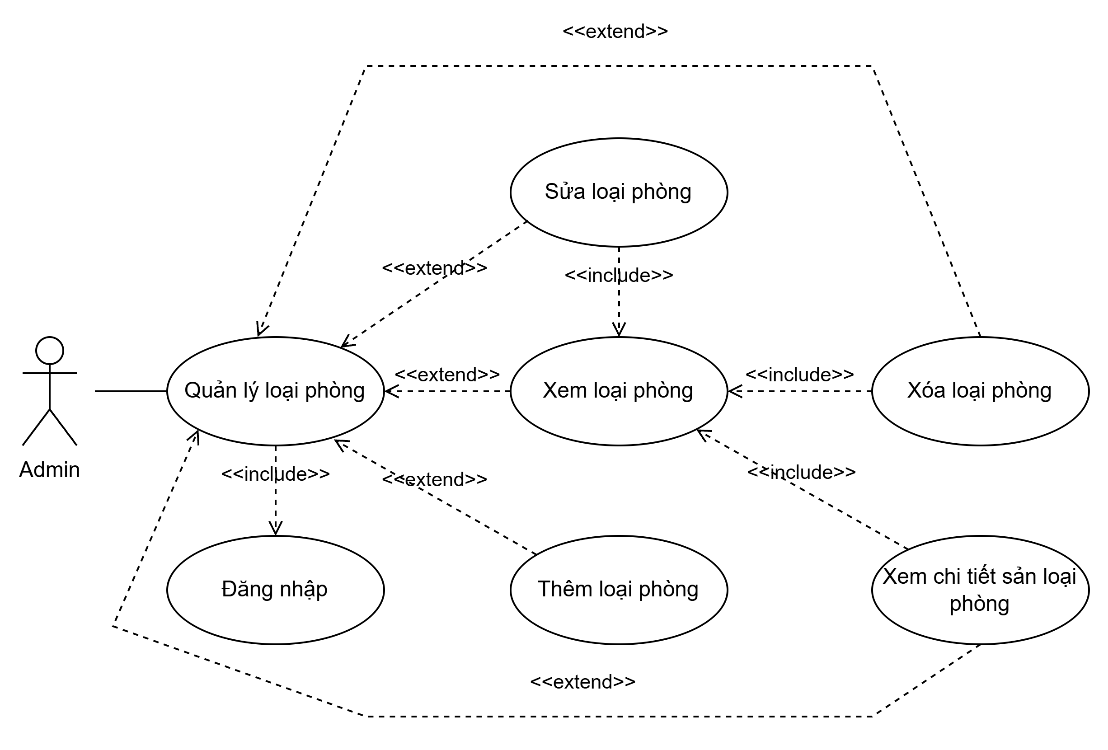 <<extend>>
Sửa loại phòng
<<extend>>
<<include>>
Quản lý loại phòng
<<extend>>
Xem loại phòng
<<include>>
Xóa loại phòng
Admin
<<include>>
<<extend>>
<<include>>
Đăng nhập
Thêm loại phòng
Xem chi tiết sản loại
phòng
<<extend>>